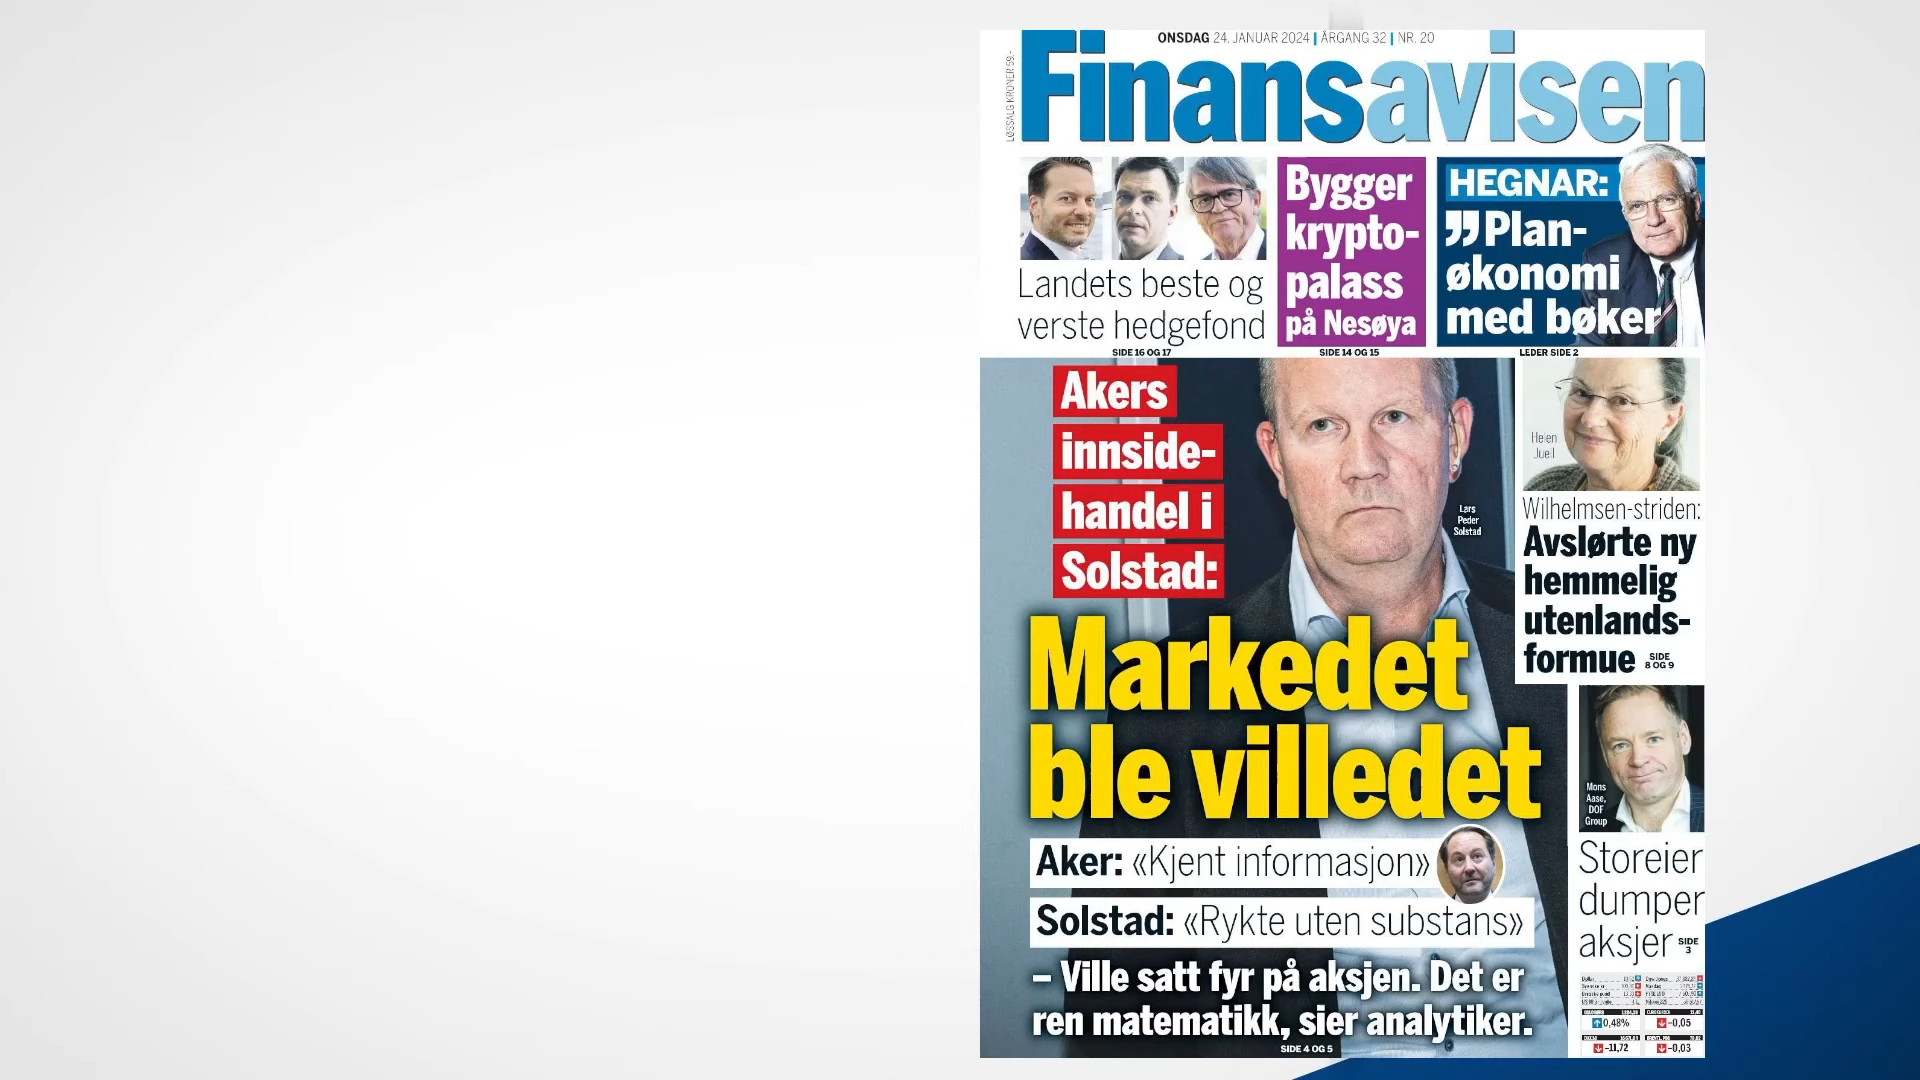 ONSDAG 24. JANUAR 2024 | ÅRGANG 32 | NR. 20
LØSSALG KRONER 59,-
Finansavisen
Landets beste og
verste hedgefond
SIDE 16 OG 17
Bygger
krypto-
palass
på Nesøya
SIDE 14 OG 15
HEGNAR:
”Plan-
økonomi
med bøker
LEDER SIDE 2
Akers
innside-
handel i
Solstad:
Lars
Peder
Solstad
Markedet
ble villedet
Aker: «Kjent informasjon»
Solstad: «Rykte uten substans»
– Ville satt fyr på aksjen. Det er
ren matematikk, sier analytiker.
SIDE 4 OG 5
Helen
Juell
Wilhelmsen-striden:
Avslørte ny
hemmelig
utenlands-
formue SIDE
8 OG 9
Mons
Aase,
DOF
Group
Storeier
dumper
aksjer SIDE
3
0,48%
-0,05
-11,72
-0,03